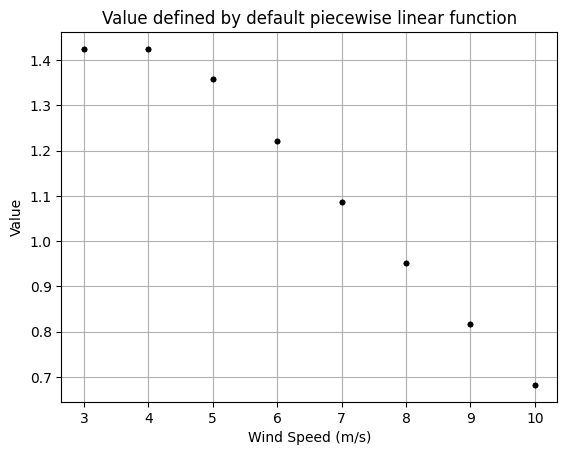 Value defined by default piecewise linear function
1.4
1.3
1.2
1.1
1.0
0.9
0.8
0.7
Value
3 4 5 6 7 8 9 10
Wind Speed (m/s)